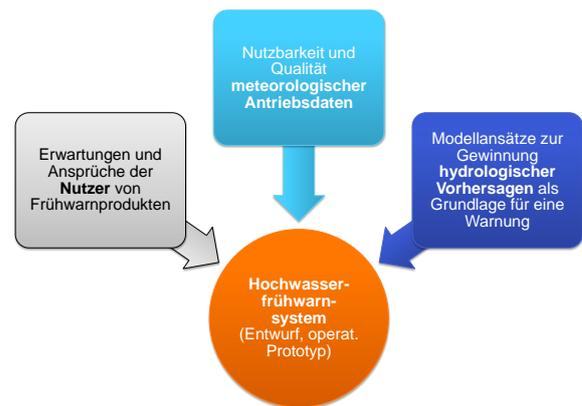 Nutzbarkeit und
Qualität
meteorologischer
Antriebsdaten
Erwartungen und
Ansprüche der
Nutzer von
Frühwarnprodukten
Modellansätze zur
Gewinnung
hydrologischer
Vorhersagen als
Grundlage für eine
Warnung
Hochwasser-
frühwarn-
system
(Entwurf, operat.
Prototyp)